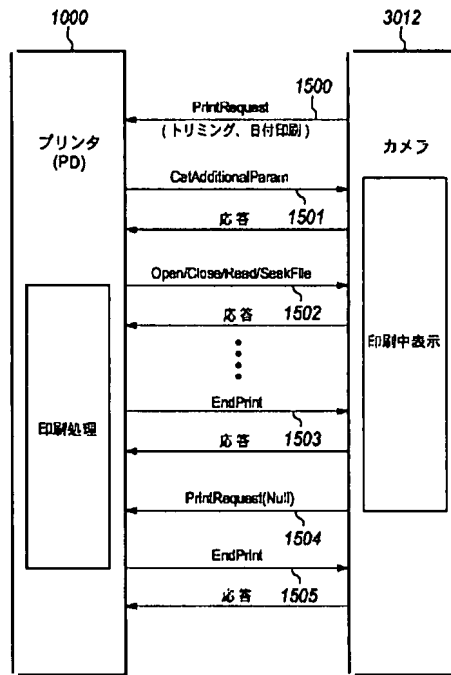 1000
3012
1500
PrintRequest
(トリミング、日付印刷)
プリンタ
(PD)
カメラ
GetAdditionalParam
応答
1501
Open/Close/Read/SeekFile
応答
1502
印刷中表示
印刷処理
EndPrint
応答
1503
PrintRequest(Null)
1504
EndPrint
応答
1505